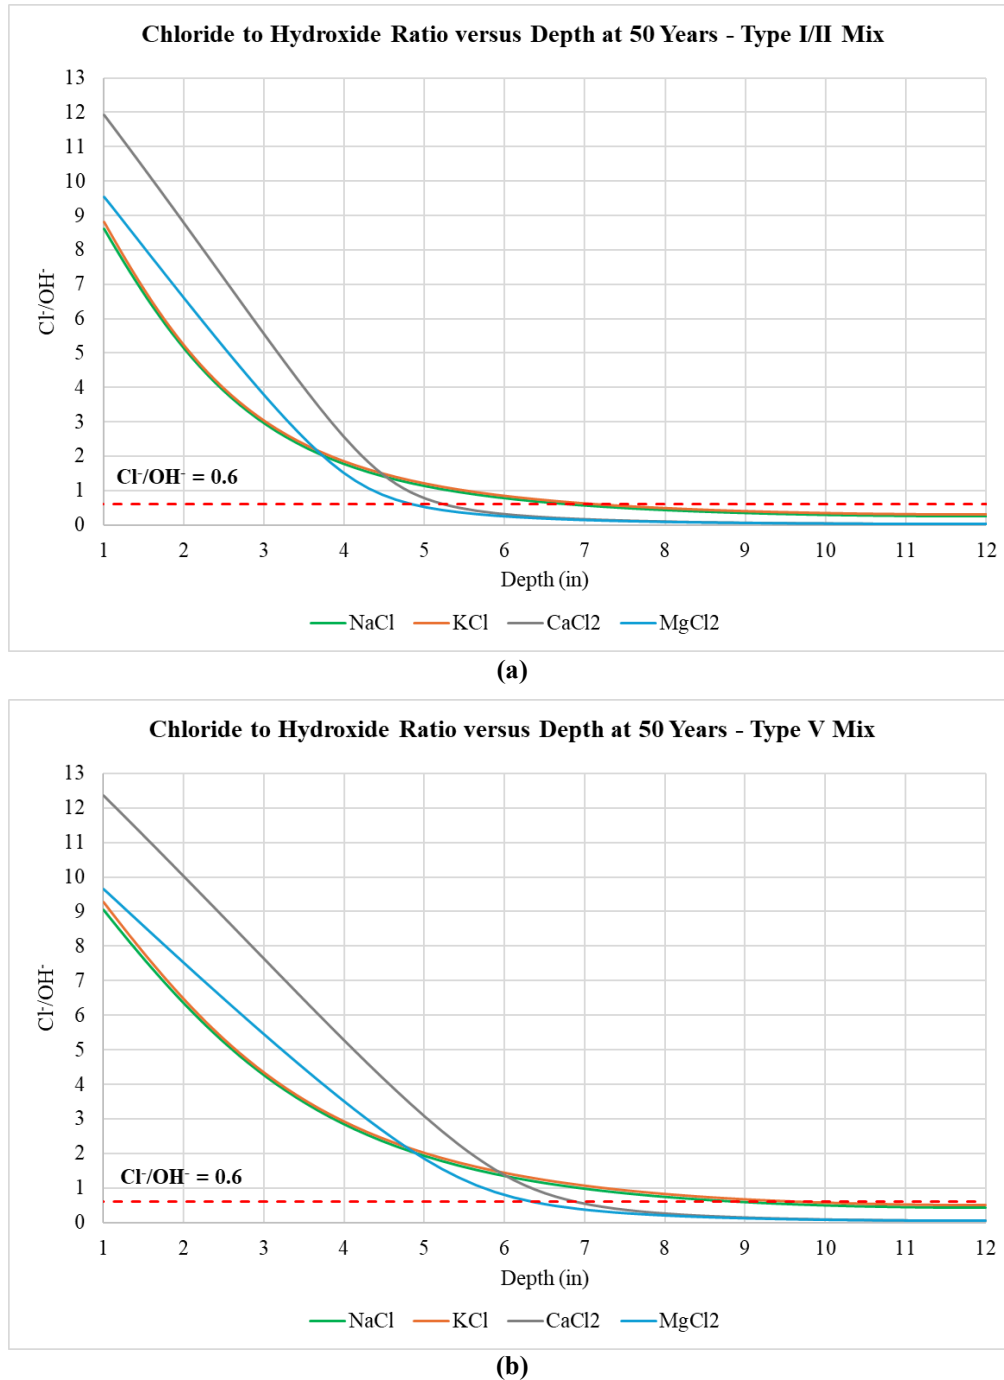 Chloride to Hydroxide Ratio versus Depth at 50 Years - Type I/II Mix
13
12
11
10
9
8
7
6
5
4
3
2
1
0
Cl⁻/OH⁻
Cl⁻/OH⁻ = 0.6
1 2 3 4 5 6 7 8 9 10 11 12
Depth (in)
NaCl KCl CaCl2 MgCl2
(a)
Chloride to Hydroxide Ratio versus Depth at 50 Years - Type V Mix
13
12
11
10
9
8
7
6
5
4
3
2
1
0
Cl⁻/OH⁻
Cl⁻/OH⁻ = 0.6
1 2 3 4 5 6 7 8 9 10 11 12
Depth (in)
NaCl KCl CaCl2 MgCl2
(b)